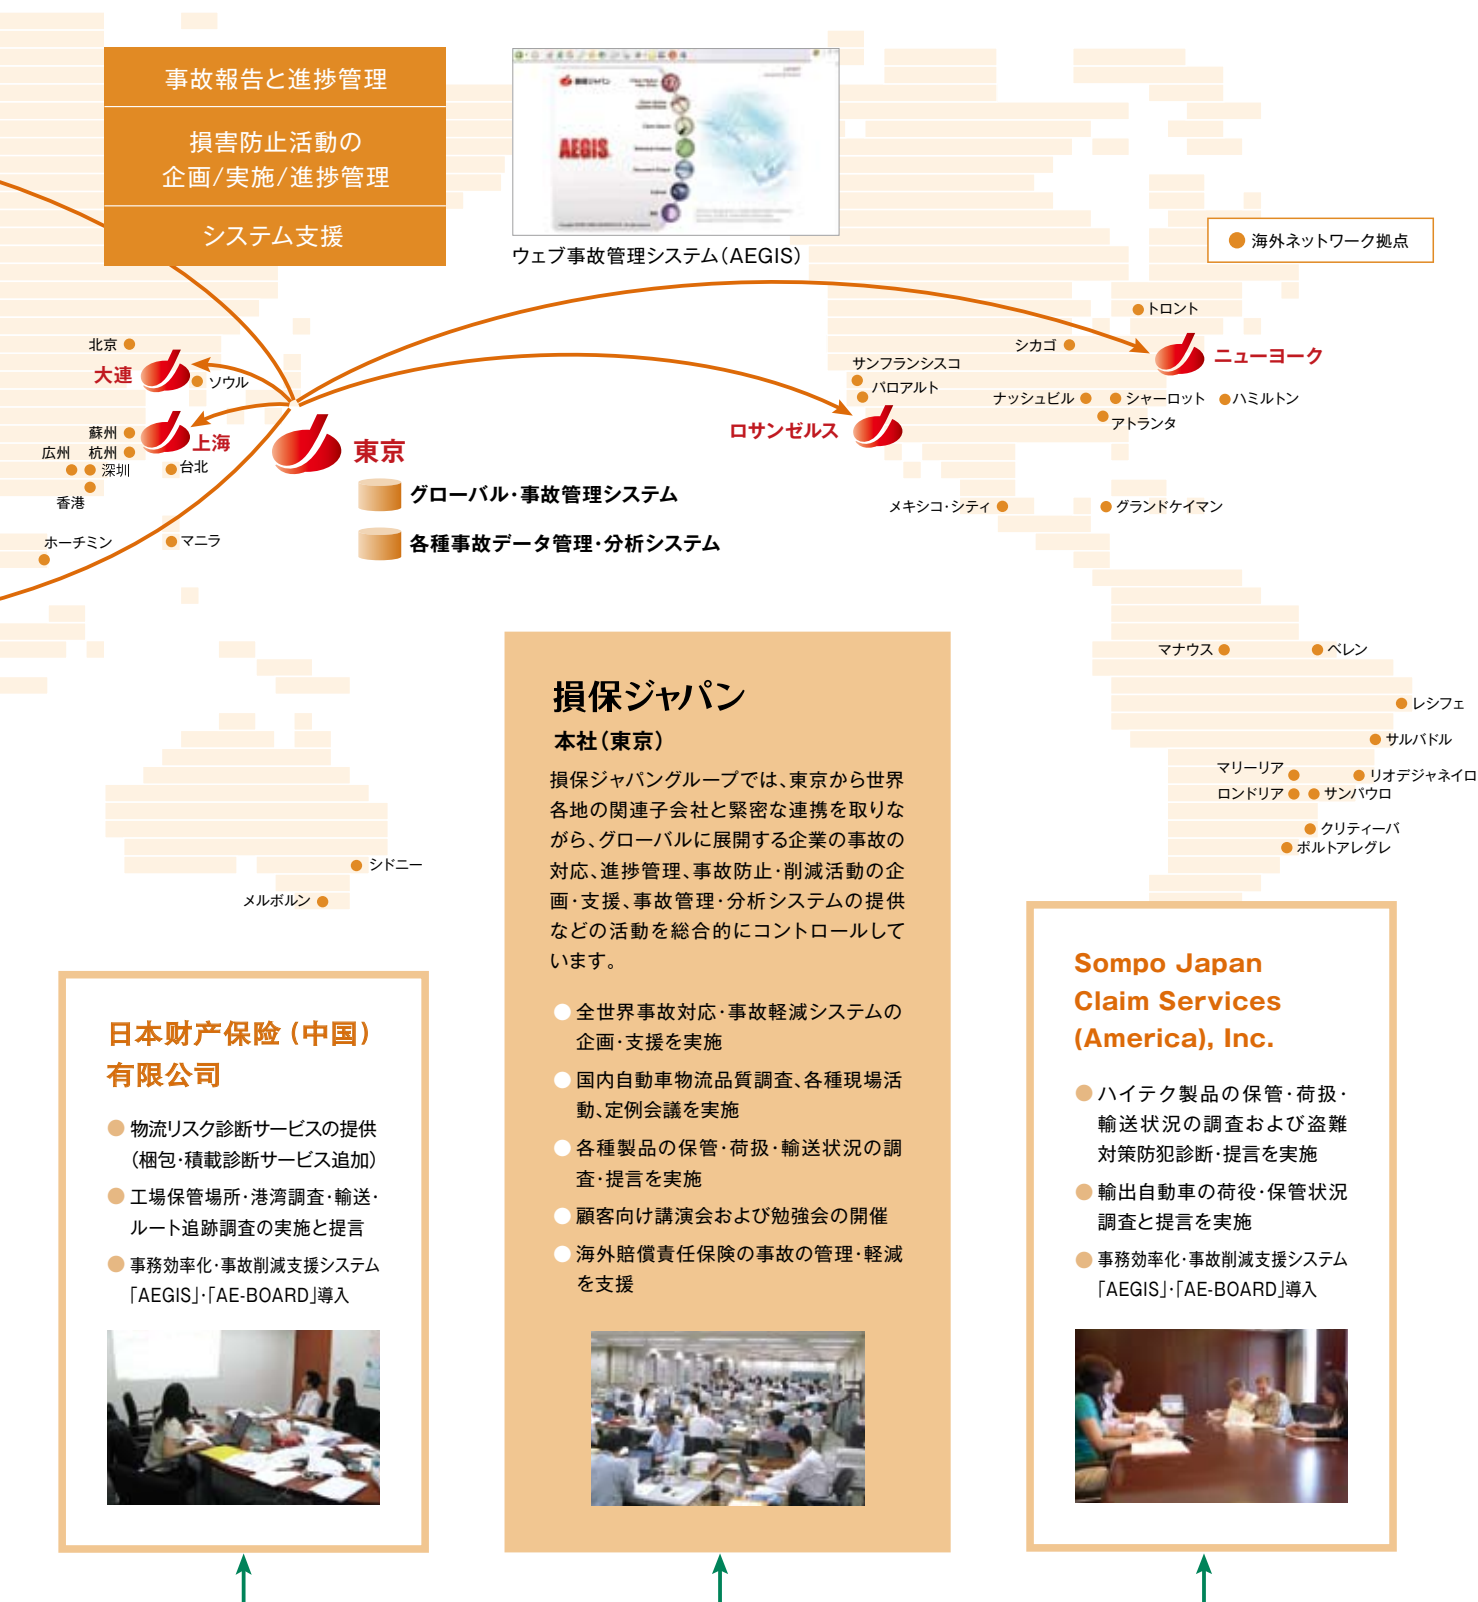 事故報告と進捗管理
損害防止活動の
企画/実施/進捗管理
システム支援
損保ジャパン
AEGIS
ウェブ事故管理システム(AEGIS)
海外ネットワーク拠点
トロント
シカゴ
ニューヨーク
サンフランシスコ
パロアルト
ナッシュビル
シャーロット
ハミルトン
アトランタ
ロサンゼルス
メキシコ・シティ
グランドケイマン
北京
大連
ソウル
蘇州
上海
広州
杭州
深圳
台北
香港
ホーチミン
マニラ
東京
グローバル・事故管理システム
各種事故データ管理・分析システム
マナウス
ベレン
レシフェ
サルバドル
マリーリア
リオデジャネイロ
ロンドリア
サンパウロ
クリティーバ
ポルトアレグレ
シドニー
メルボルン
日本财产保险(中国)
有限公司
物流リスク診断サービスの提供
(梱包・積載診断サービス追加)
工場保管場所・港湾調査・輸送・
ルート追跡調査の実施と提言
事務効率化・事故削減支援システム
「AEGIS」・「AE-BOARD」導入
損保ジャパン
本社(東京)
損保ジャパングループでは、東京から世界
各地の関連子会社と緊密な連携を取りな
がら、グローバルに展開する企業の事故の
対応、進捗管理、事故防止・削減活動の企
画・支援、事故管理・分析システムの提供
などの活動を総合的にコントロールして
います。
全世界事故対応・事故軽減システムの
企画・支援を実施
国内自動車物流品質調査、各種現場活
動、定例会議を実施
各種製品の保管・荷扱・輸送状況の調
査・提言を実施
顧客向け講演会および勉強会の開催
海外賠償責任保険の事故の管理・軽減
を支援
Sompo Japan
Claim Services
(America), Inc.
ハイテク製品の保管・荷扱・
輸送状況の調査および盗難
対策防犯診断・提言を実施
輸出自動車の荷役・保管状況
調査と提言を実施
事務効率化・事故削減支援システム
「AEGIS」・「AE-BOARD」導入